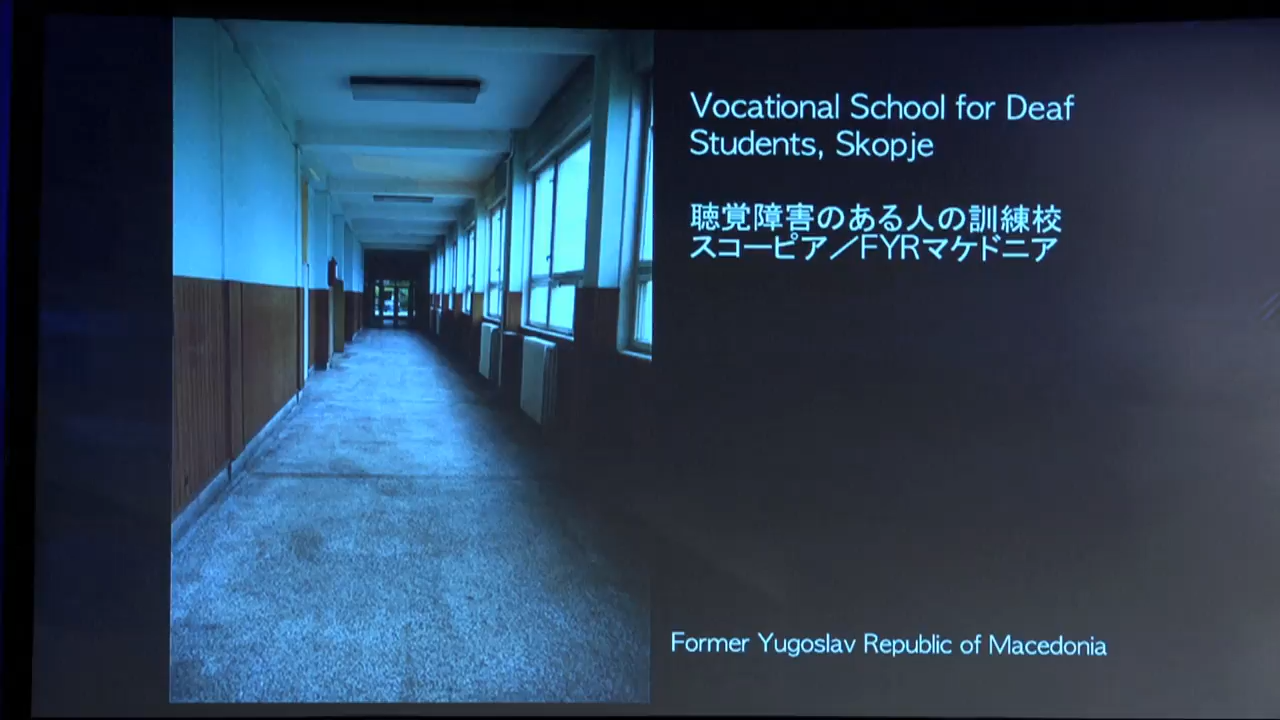 Vocational School for Deaf
Students, Skopje
聴覚障害のある人の訓練校
スコーピア／FYRマケドニア
Former Yugoslav Republic of Macedonia